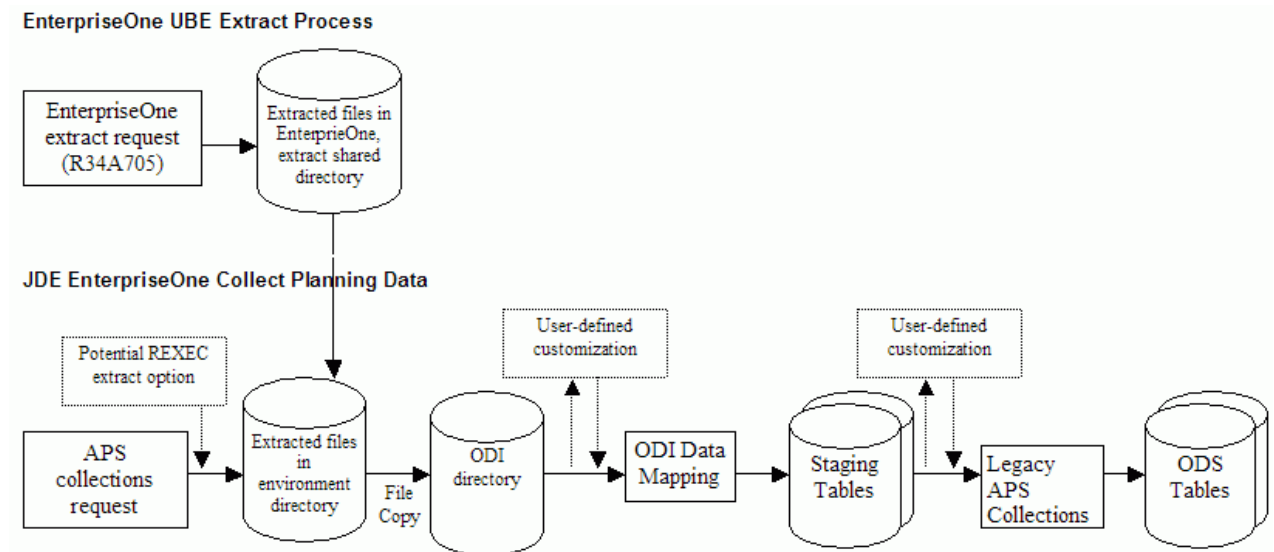 EnterpriseOne UBE Extract Process
EnterpriseOne
extract request
(R34A705)
Extracted files in
EnterprieOne,
extract shared
directory
JDE EnterpriseOne Collect Planning Data
Potential REXEC
extract option
User-defined
customization
User-defined
customization
APS
collections
request
Extracted files
in
environment
directory
File
Copy
ODI
directory
ODI Data
Mapping
Staging
Tables
Legacy
APS
Collections
ODS
Tables